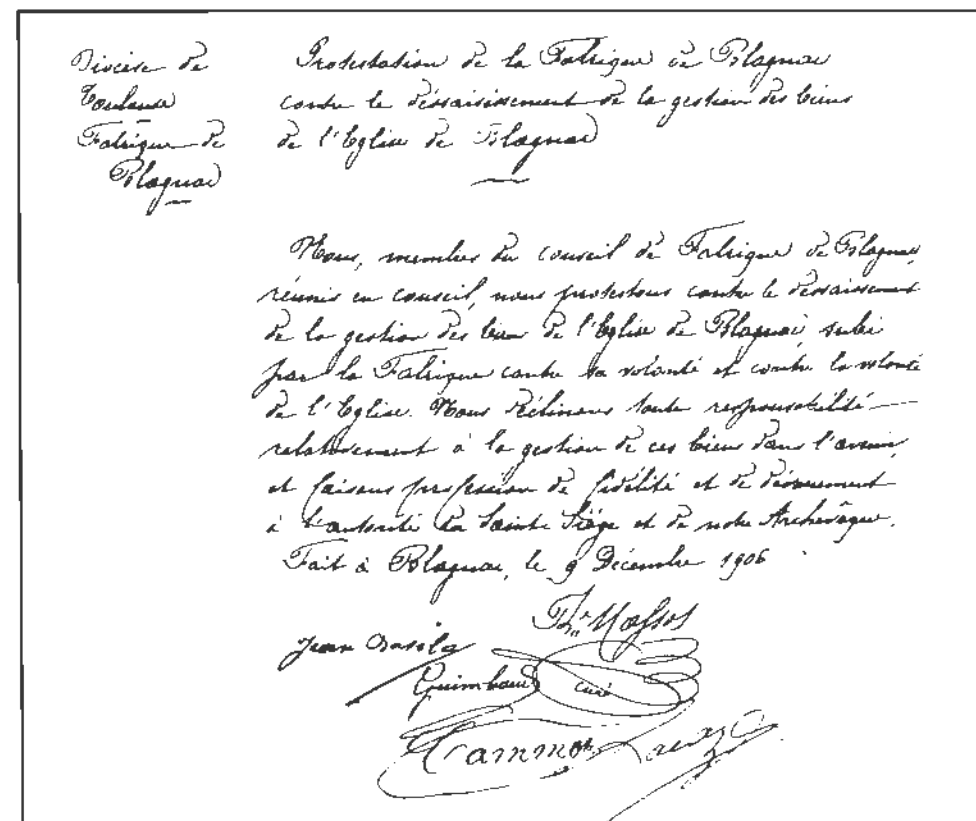 Diocèse de
Toulouse
Fabrique de
Blagnac
Protestation de la Fabrique de Blagnac
contre le déssaisissement de la gestion des biens
de l'Eglise de Blagnac
Nous, membres du conseil de Fabrique de Blagnac,
réunis en conseil, nous protestons contre le dessaisissement
de la gestion des biens de l'Eglise de Blagnac, subi
par la Fabrique contre sa volonté et contre la volonté
de l'Eglise. Nous déclinons toute responsabilité
relativement à la gestion de ces biens dans l'avenir,
et faisons profession de fidélité et de dévouement
à l'autorité du Saint Siège et de notre Archevêque.
Fait à Blagnac, le 9 Décembre 1906
Jean
Guimbaud curé